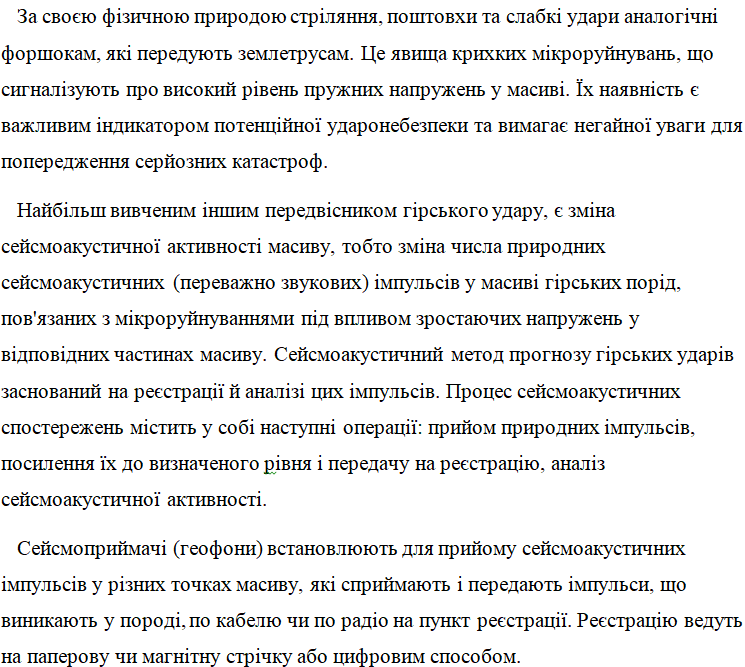 За своєю фізичною природою стріляння, поштовхи та слабкі удари аналогічні
форшокам, які передують землетрусам. Це явища крихких мікроруйнувань, що
сигналізують про високий рівень пружних напружень у масиві. Їх наявність є
важливим індикатором потенційної удароне­безпеки та вимагає негайної уваги для
попередження серйозних катастроф.
Найбільш вивченим іншим передвісником гірського удару, є зміна
сейсмоакустичної активності масиву, тобто зміна числа природних
сейсмоакустичних (переважно звукових) імпульсів у масиві гірських порід,
пов'язаних з мікроруйнуваннями під впливом зростаючих напружень у
відповідних частинах масиву. Сейсмоакустичний метод прогнозу гірських ударів
заснований на реєстрації й аналізі цих імпульсів. Процес сейсмоакустичних
спостережень містить у собі наступні операції: прийом природних імпульсів,
посилення їх до визначеного рівня і передачу на реєстрацію, аналіз
сейсмоакустичної активності.
Сейсмоприймачі (геофони) встановлюють для прийому сейсмоакустичних
імпульсів у різних точках масиву, які сприймають і передають імпульси, що
виникають у породі, по кабелю чи по радіо на пункт реєстрації. Реєстрацію ведуть
на паперову чи магнітну стрічку або цифровим способом.